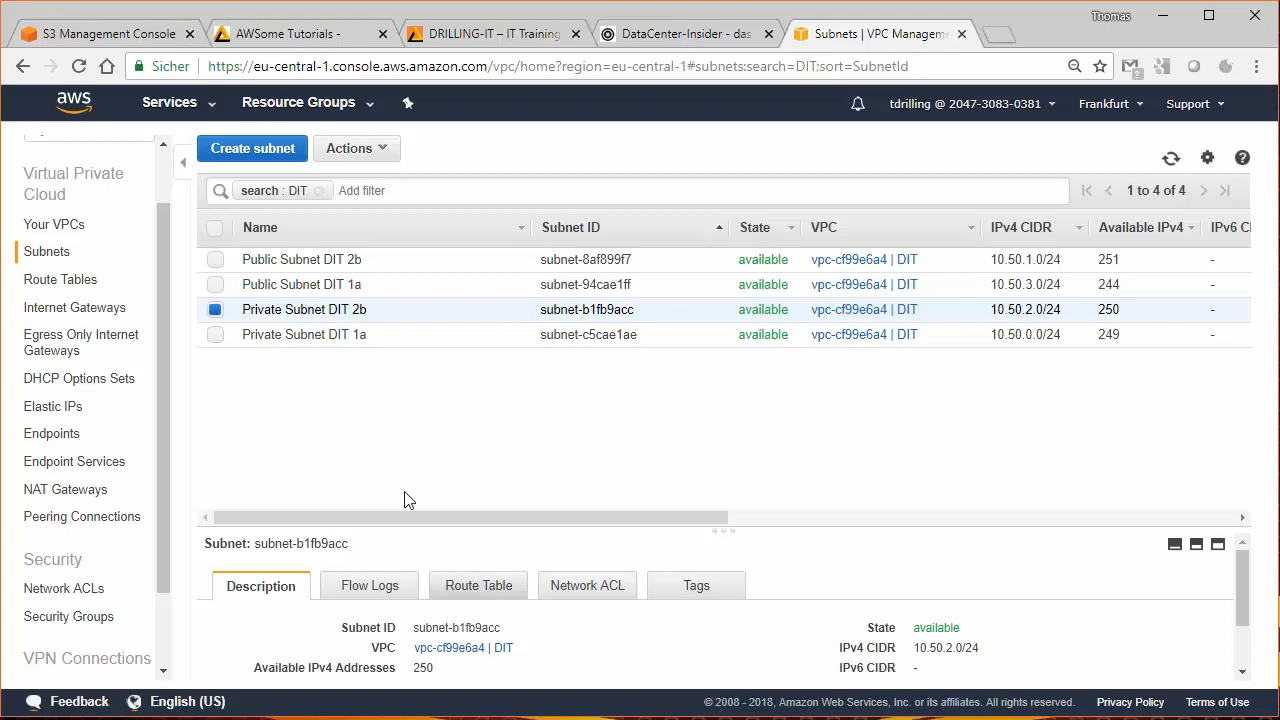 Thomas
S3 Management Console
AWSome Tutorials -
DRILLING-IT – IT Training
DataCenter-Insider - das
Subnets | VPC Manageme
Sicher https://eu-central-1.console.aws.amazon.com/vpc/home?region=eu-central-1#subnets:search=DIT;sort=SubnetId
aws Services Resource Groups tdrilling @ 2047-3083-0381 Frankfurt Support
Virtual Private
Cloud
Your VPCs
Subnets
Route Tables
Internet Gateways
Egress Only Internet
Gateways
DHCP Options Sets
Elastic IPs
Endpoints
Endpoint Services
NAT Gateways
Peering Connections
Security
Network ACLs
Security Groups
VPN Connections
Create subnet Actions
search : DIT Add filter 1 to 4 of 4
Name Subnet ID State VPC IPv4 CIDR Available IPv4 IPv6 CI
Public Subnet DIT 2b subnet-8af899f7 available vpc-cf99e6a4 | DIT 10.50.1.0/24 251 -
Public Subnet DIT 1a subnet-94cae1ff available vpc-cf99e6a4 | DIT 10.50.3.0/24 244 -
Private Subnet DIT 2b subnet-b1fb9acc available vpc-cf99e6a4 | DIT 10.50.2.0/24 250 -
Private Subnet DIT 1a subnet-c5cae1ae available vpc-cf99e6a4 | DIT 10.50.0.0/24 249 -
Subnet: subnet-b1fb9acc
Description Flow Logs Route Table Network ACL Tags
Subnet ID subnet-b1fb9acc State available
VPC vpc-cf99e6a4 | DIT IPv4 CIDR 10.50.2.0/24
Available IPv4 Addresses 250 IPv6 CIDR -
Feedback English (US) © 2008 - 2018, Amazon Web Services, Inc. or its affiliates. All rights reserved. Privacy Policy Terms of Use